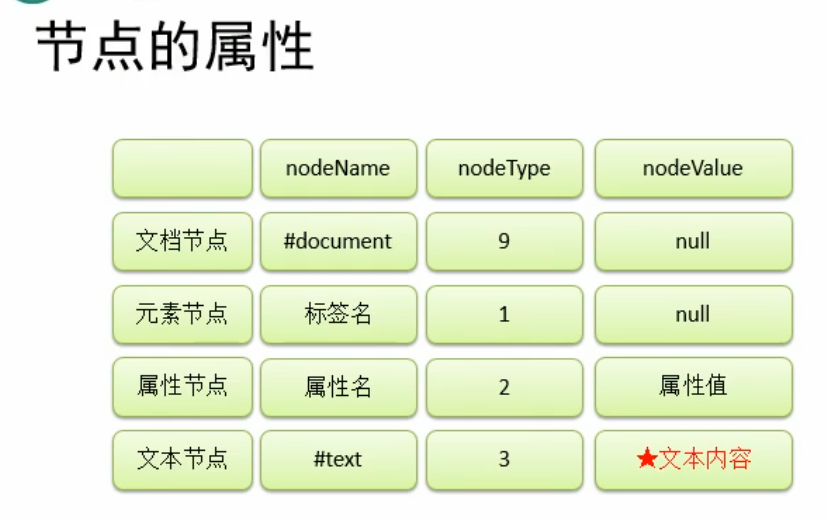 节点的属性
nodeName nodeType nodeValue
文档节点 #document 9 null
元素节点 标签名 1 null
属性节点 属性名 2 属性值
文本节点 #text 3 ★文本内容